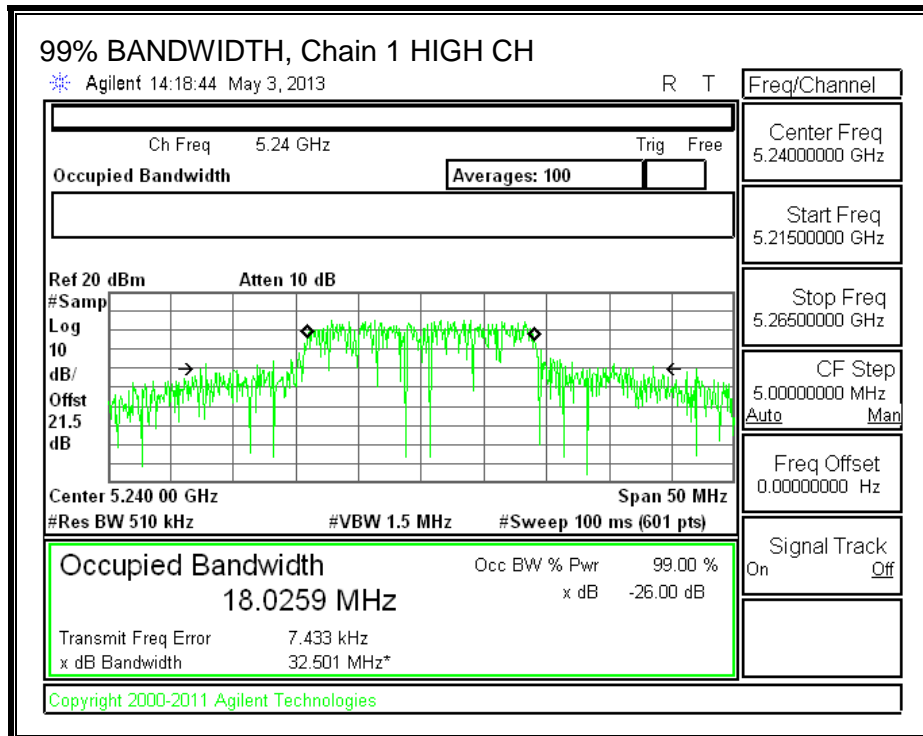 99% BANDWIDTH, Chain 1 HIGH CH
Agilent 14:18:44 May 3, 2013 R T
Freq/Channel
Ch Freq 5.24 GHz Trig Free
Occupied Bandwidth Averages: 100
Center Freq
5.24000000 GHz
Start Freq
5.21500000 GHz
Stop Freq
5.26500000 GHz
CF Step
5.00000000 MHz
Auto Man
Freq Offset
0.00000000 Hz
Signal Track
On Off
Ref 20 dBm Atten 10 dB
#Samp
Log
10
dB/
Offst
21.5
dB
Center 5.240 00 GHz Span 50 MHz
#Res BW 510 kHz #VBW 1.5 MHz #Sweep 100 ms (601 pts)
Occupied Bandwidth Occ BW % Pwr 99.00 %
18.0259 MHz x dB -26.00 dB
Transmit Freq Error 7.433 kHz
x dB Bandwidth 32.501 MHz*
Copyright 2000-2011 Agilent Technologies